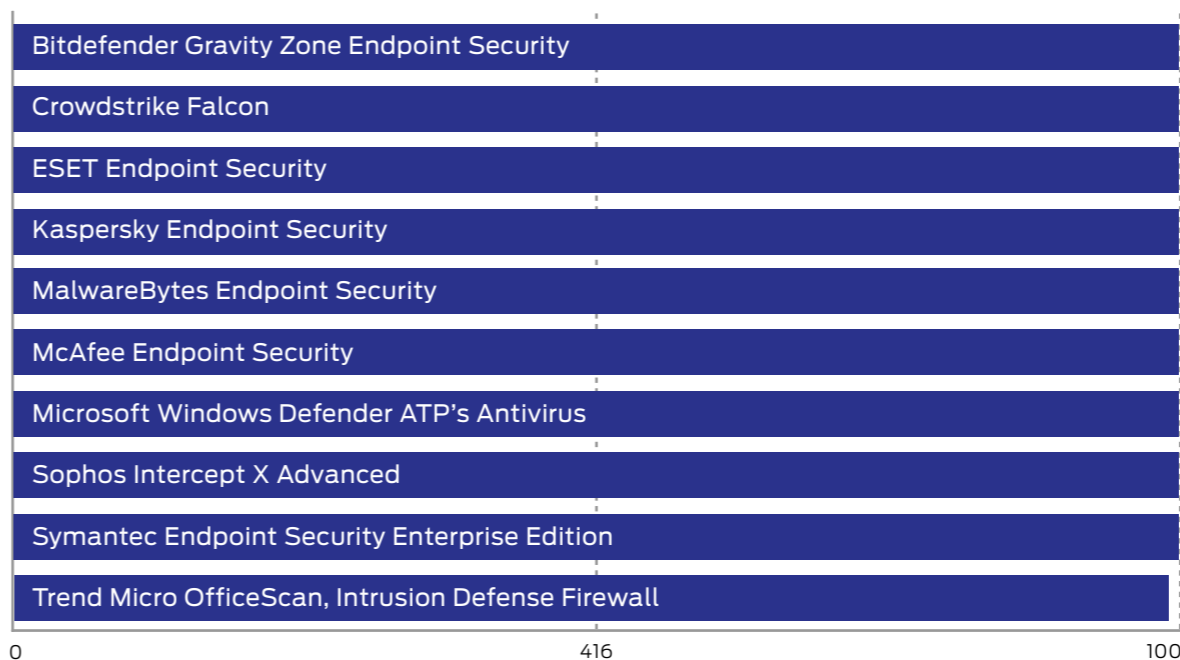 Bitdefender Gravity Zone Endpoint Security
Crowdstrike Falcon
ESET Endpoint Security
Kaspersky Endpoint Security
MalwareBytes Endpoint Security
McAfee Endpoint Security
Microsoft Windows Defender ATP’s Antivirus
Sophos Intercept X Advanced
Symantec Endpoint Security Enterprise Edition
Trend Micro OfficeScan, Intrusion Defense Firewall
0 416 100